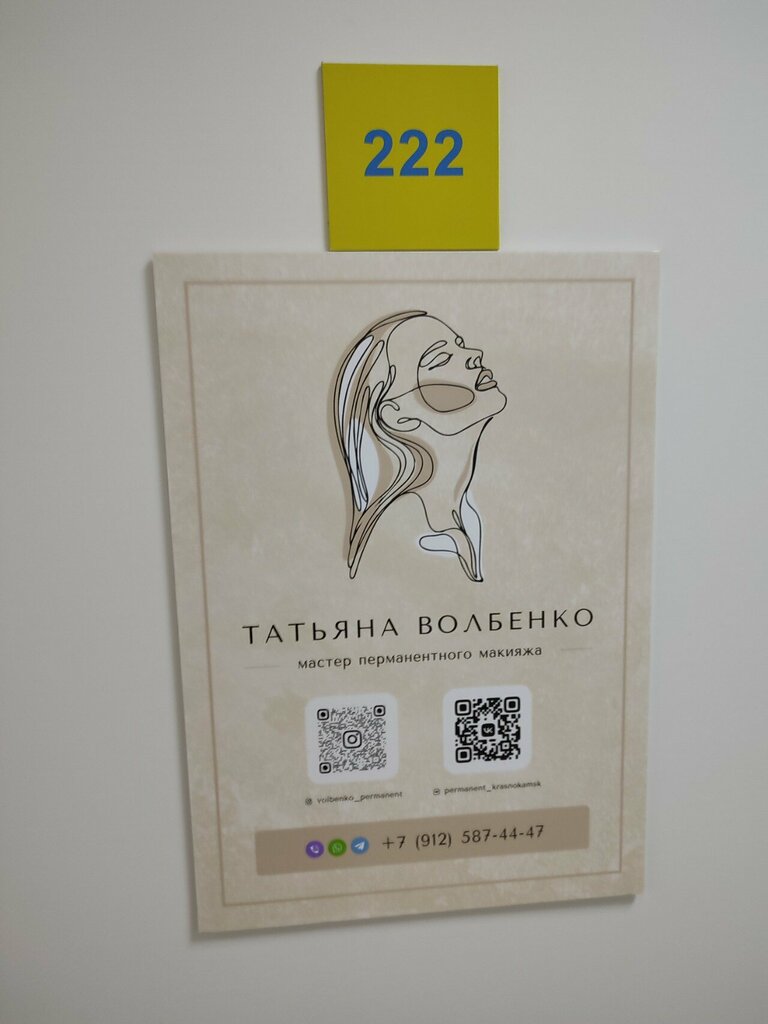 222
ТАТЬЯНА ВОЛБЕНКО
мастер перманентного макияжа
volbenko_permanent
permanent_krasnokamsk
+7 (912) 587-44-47